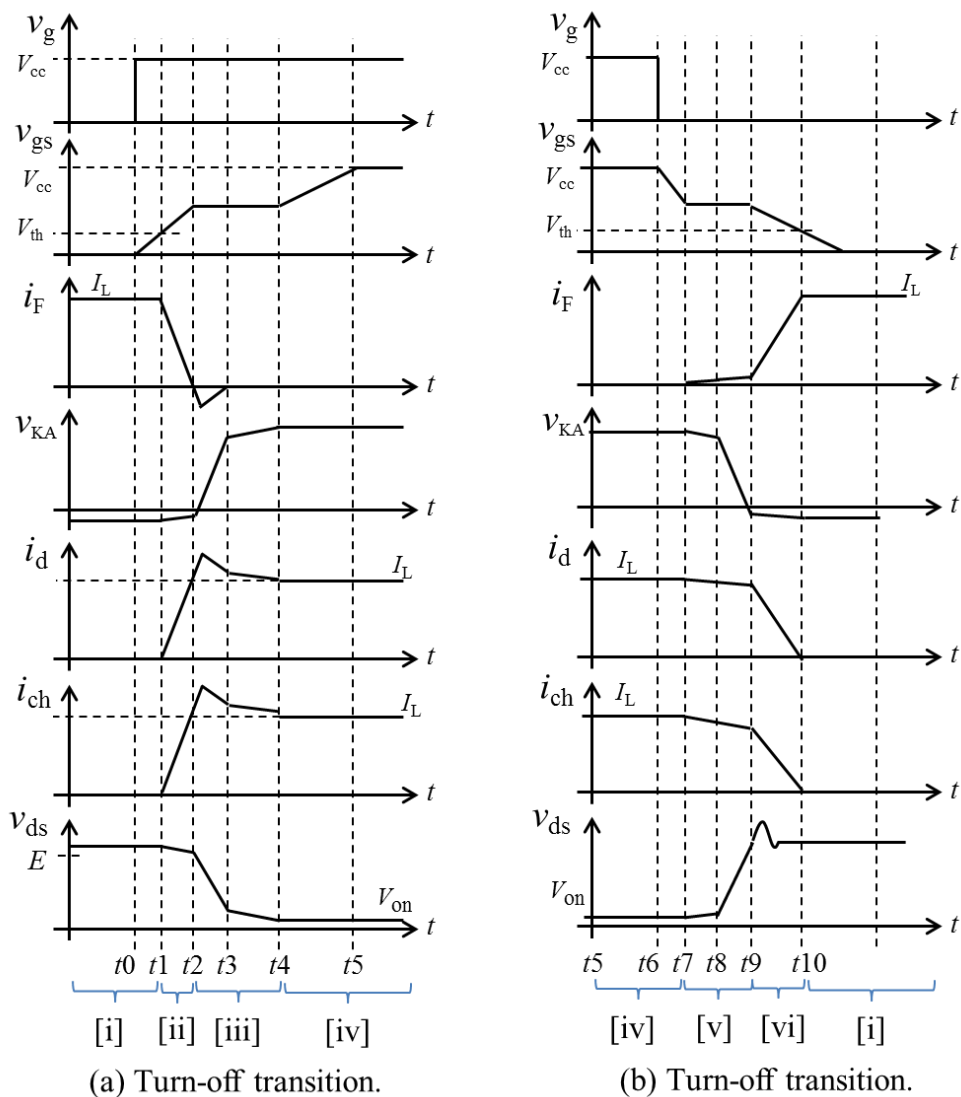 v_g
V_cc
t
v_gs
V_cc
V_th
t
i_F
I_L
t
v_KA
t
i_d
I_L
t
i_ch
I_L
t
v_ds
E
V_on
t
t0 t1 t2 t3 t4 t5
[i] [ii] [iii] [iv]
(a) Turn-off transition.
v_g
V_cc
t
v_gs
V_cc
V_th
t
i_F
I_L
t
v_KA
t
i_d
I_L
t
i_ch
I_L
t
v_ds
V_on
t
t5 t6 t7 t8 t9 t10
[iv] [v] [vi] [i]
(b) Turn-off transition.